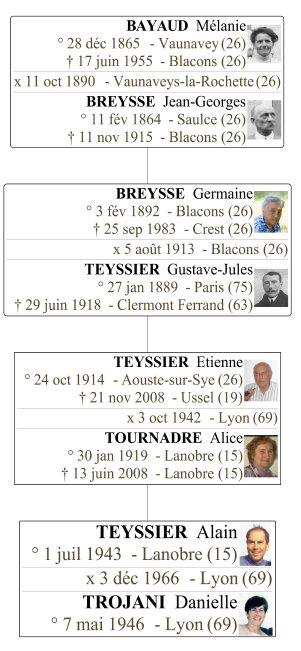 BAYAUD Mélanie
° 28 déc 1865 - Vaunavey (26)
† 17 juin 1955 - Blacons (26)
x 11 oct 1890 - Vaunaveys-la-Rochette (26)
BREYSSE Jean-Georges
° 11 fév 1864 - Saulce (26)
† 11 nov 1915 - Blacons (26)
BREYSSE Germaine
° 3 fév 1892 - Blacons (26)
† 25 sep 1983 - Crest (26)
x 5 août 1913 - Blacons (26)
TEYSSIER Gustave-Jules
° 27 jan 1889 - Paris (75)
† 29 juin 1918 - Clermont Ferrand (63)
TEYSSIER Etienne
° 24 oct 1914 - Aouste-sur-Sye (26)
† 21 nov 2008 - Ussel (19)
x 3 oct 1942 - Lyon (69)
TOURNADRE Alice
° 30 jan 1919 - Lanobre (15)
† 13 juin 2008 - Lanobre (15)
TEYSSIER Alain
° 1 juil 1943 - Lanobre (15)
x 3 déc 1966 - Lyon (69)
TROJANI Danielle
° 7 mai 1946 - Lyon (69)